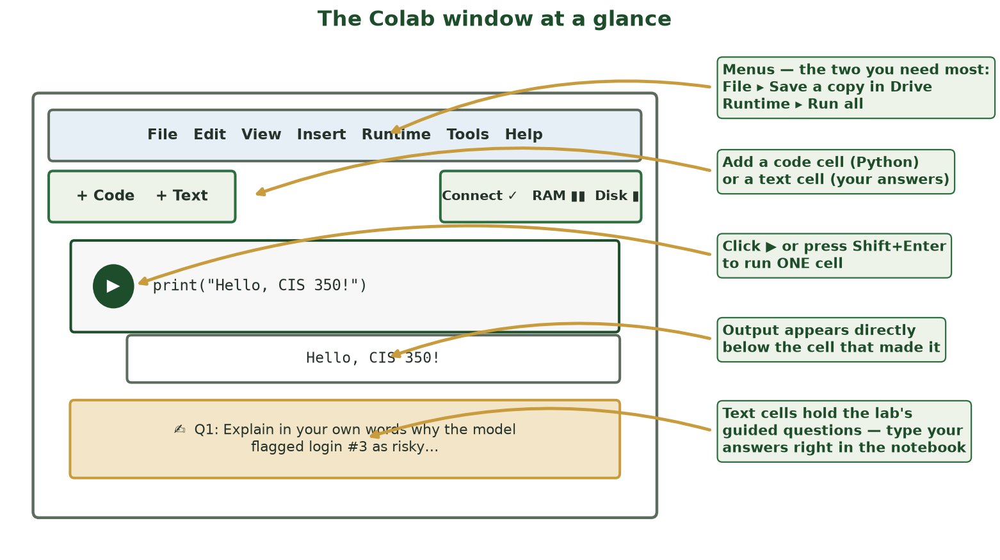 The Colab window at a glance
Menus — the two you need most:
File ▸ Save a copy in Drive
Runtime ▸ Run all
File Edit View Insert Runtime Tools Help
Add a code cell (Python)
or a text cell (your answers)
+ Code + Text
Connect ✓ RAM ▮▮ Disk ▮
Click ▶ or press Shift+Enter
to run ONE cell
print("Hello, CIS 350!")
Output appears directly
below the cell that made it
Hello, CIS 350!
Text cells hold the lab's
guided questions — type your
answers right in the notebook
✍ Q1: Explain in your own words why the model
flagged login #3 as risky…